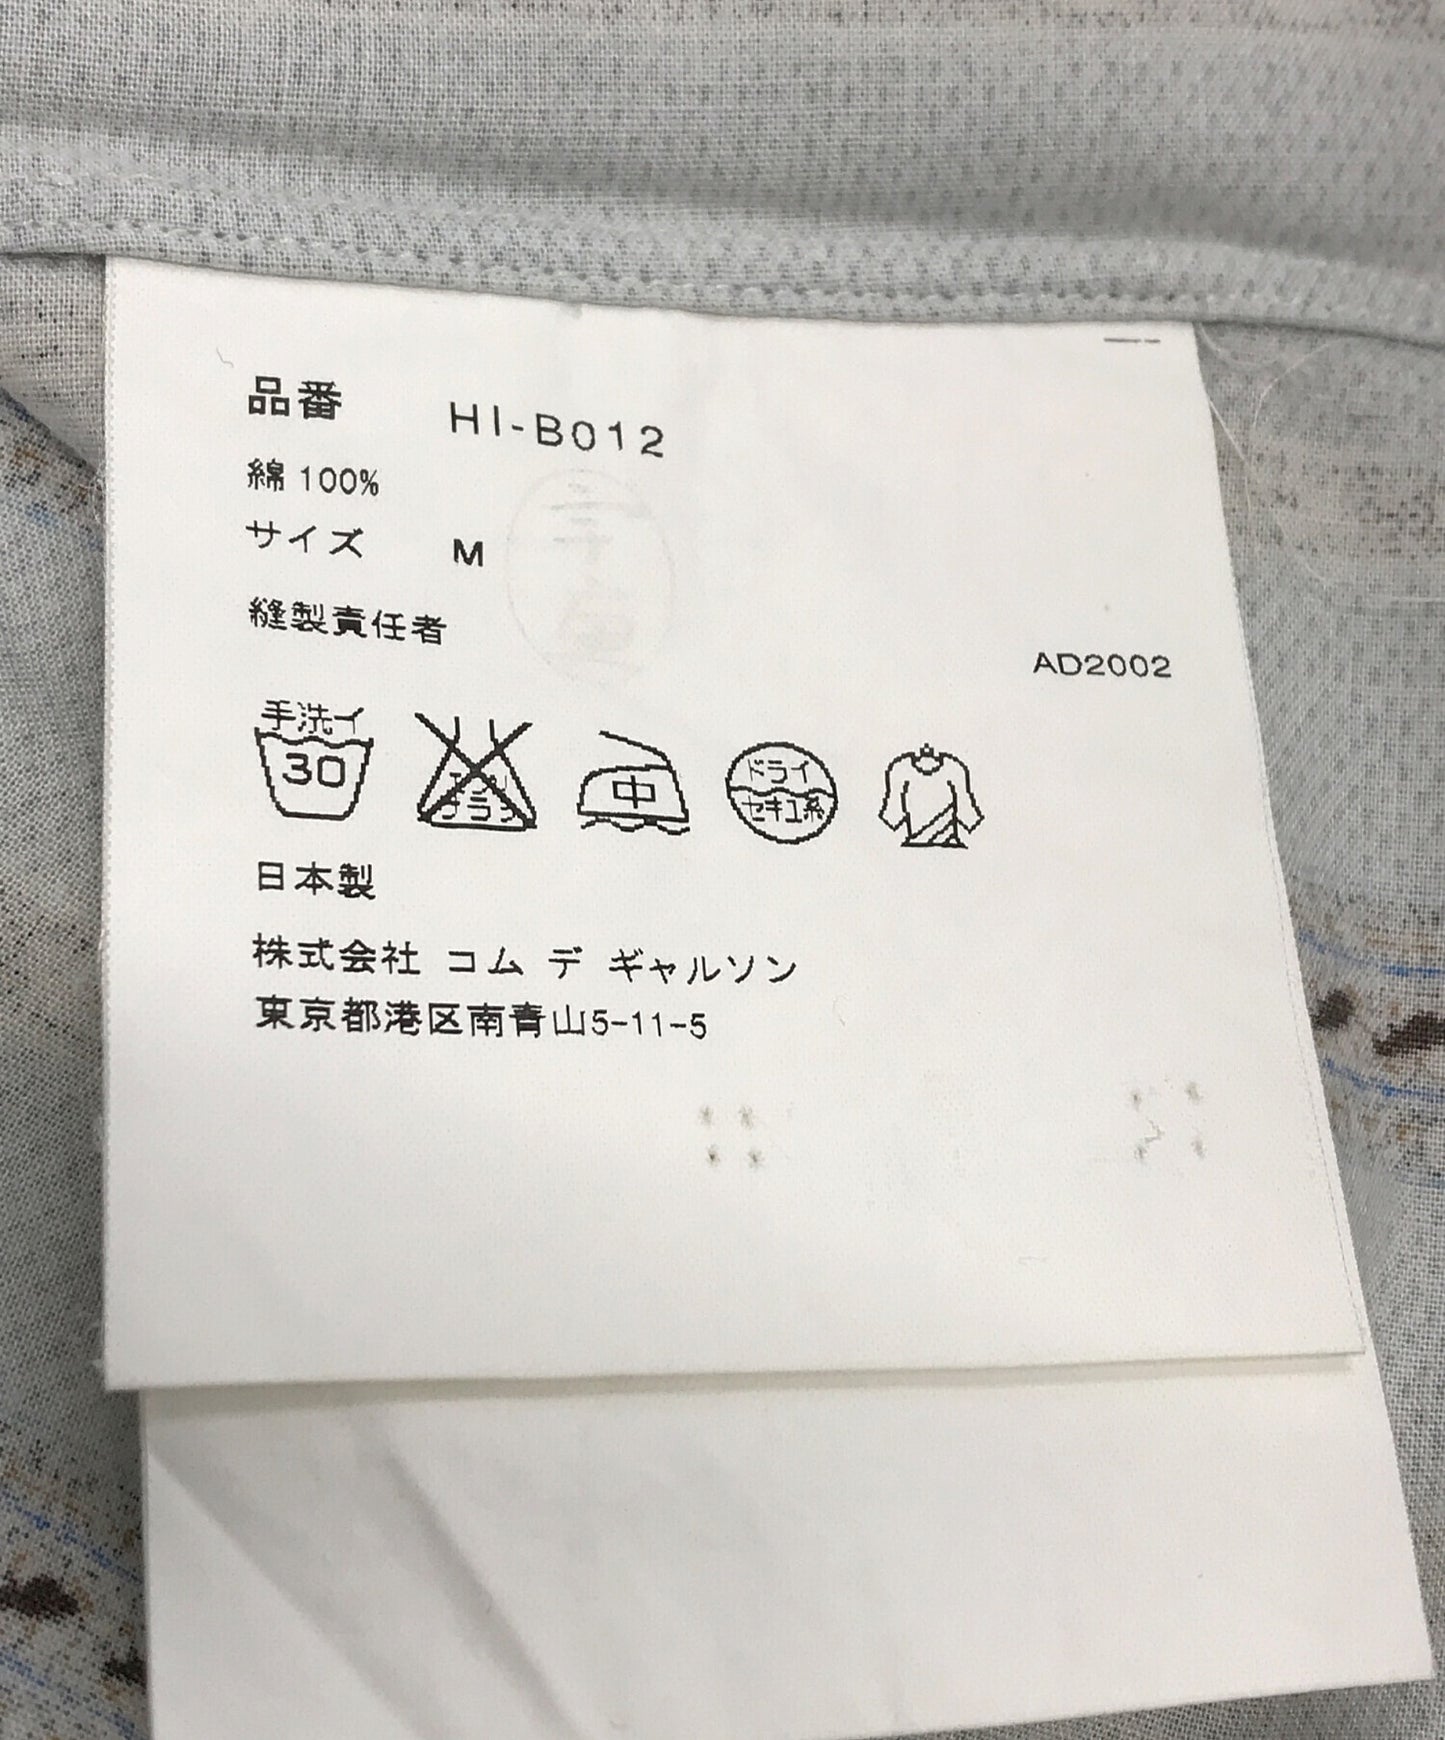 品番 HI-B012
綿 100%
サイズ M
縫製責任者
AD2002
手洗イ
30
中
ドライ
セキユ系
日本製
株式会社 コム デ ギャルソン
東京都港区南青山5-11-5